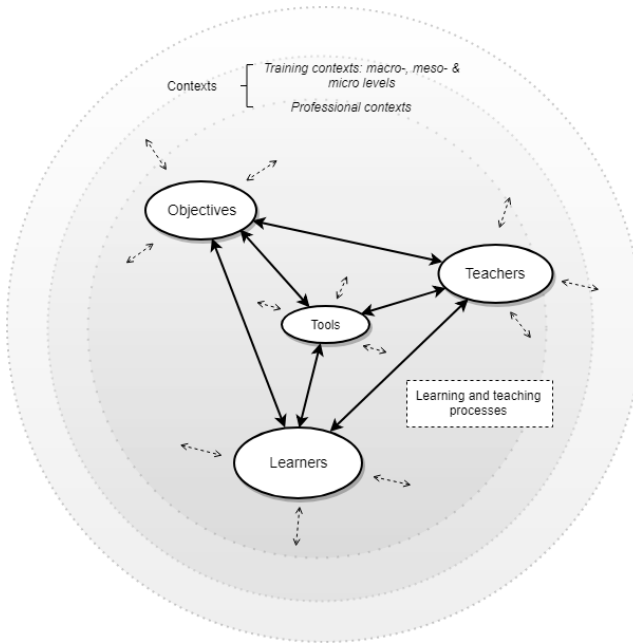 Training contexts: macro-, meso- &
micro levels
Contexts
Professional contexts
Objectives
Teachers
Tools
Learning and teaching
processes
Learners